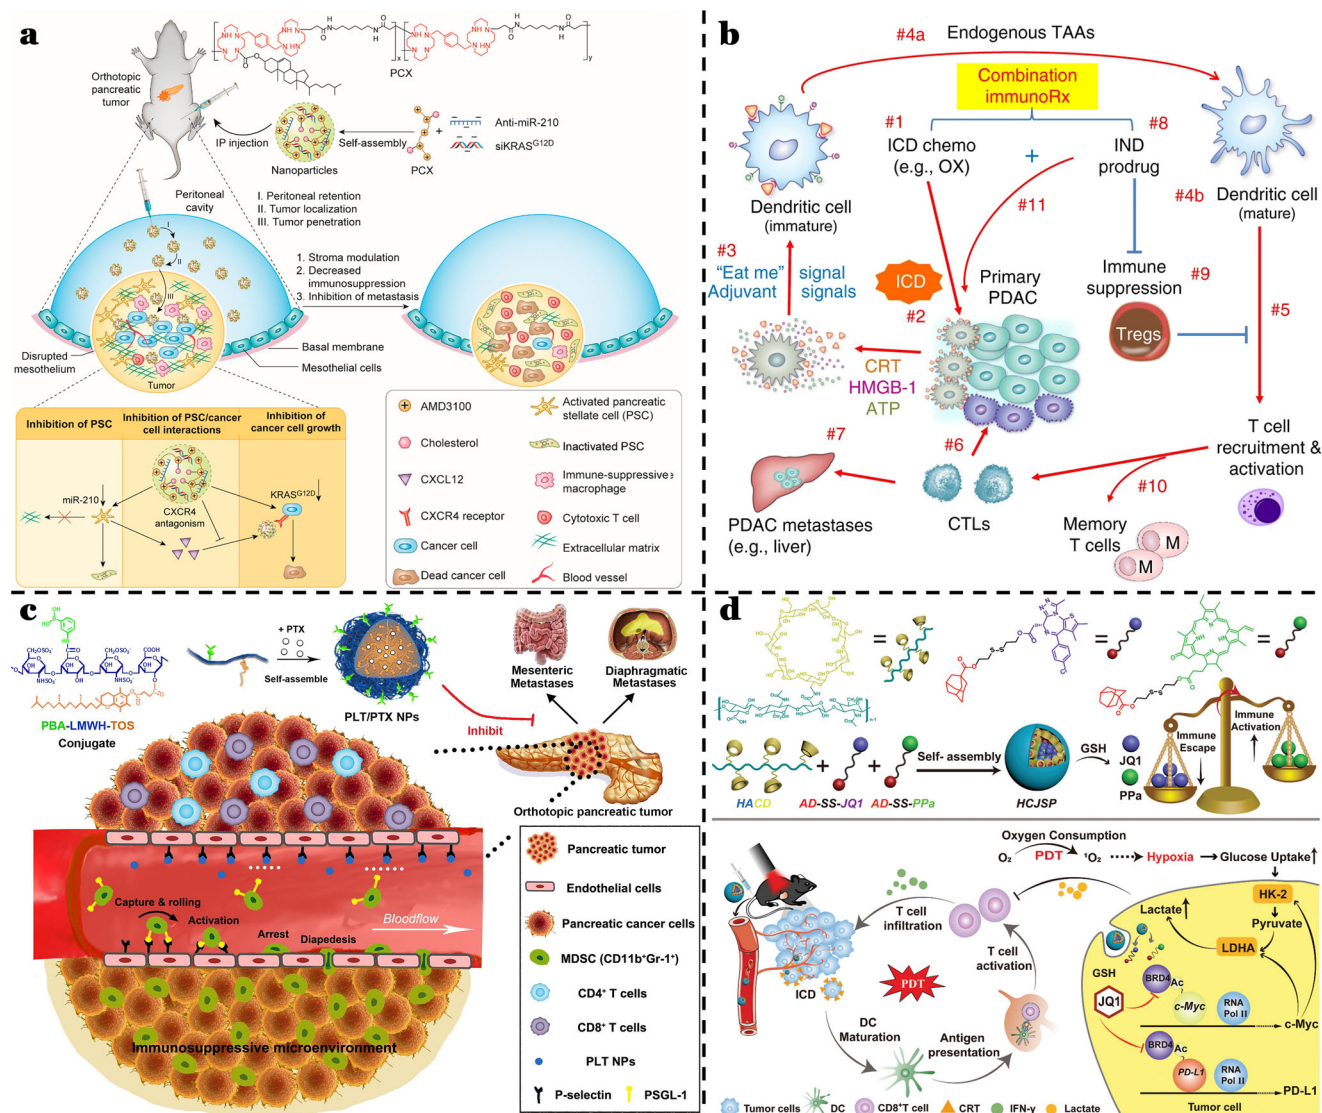 a
Orthotopic
pancreatic
tumor
PCX
IP injection
Nanoparticles
Self-assembly
PCX
+
Anti-miR-210
siKRAS^G12D
Peritoneal
cavity
I. Peritoneal retention
II. Tumor localization
III. Tumor penetration
I
II
III
1. Stroma modulation
2. Decreased
immunosuppression
3. Inhibition of metastasis
Disrupted
mesothelium
Tumor
Basal membrane
Mesothelial cells
Inhibition of PSC
Inhibition of PSC/cancer
cell interactions
Inhibition of
cancer cell growth
miR-210
CXCR4
antagonism
KRAS^G12D
AMD3100
Cholesterol
CXCL12
CXCR4 receptor
Cancer cell
Dead cancer cell
Activated pancreatic
stellate cell (PSC)
Inactivated PSC
Immune-suppressive
macrophage
Cytotoxic T cell
Extracellular matrix
Blood vessel
b
#4a
Endogenous TAAs
Combination
immunoRx
#1
ICD chemo
(e.g., OX)
+
#8
IND
prodrug
Dendritic cell
(immature)
#4b
Dendritic cell
(mature)
#11
#3
"Eat me" signal
Adjuvant signals
ICD
#2
Primary
PDAC
Immune
suppression
#9
Tregs
#5
CRT
HMGB-1
ATP
#7
#6
T cell
recruitment &
activation
#10
PDAC metastases
(e.g., liver)
CTLs
Memory
T cells
M
M
c
PBA-LMWH-TOS
Conjugate
+ PTX
Self-assemble
PLT/PTX NPs
Inhibit
Mesenteric
Metastases
Diaphragmatic
Metastases
Orthotopic pancreatic tumor
Capture & rolling
Activation
Arrest
Diapedesis
Bloodflow
Immunosuppressive microenvironment
Pancreatic tumor
Endothelial cells
Pancreatic cancer cells
MDSC (CD11b⁺Gr-1⁺)
CD4⁺ T cells
CD8⁺ T cells
PLT NPs
P-selectin
PSGL-1
d
=
=
=
HACD
+
AD-SS-JQ1
+
AD-SS-PPa
Self- assembly
HCJSP
GSH
JQ1
PPa
Immune
Escape
Immune
Activation
Oxygen Consumption
O₂
PDT
¹O₂
Hypoxia
Glucose Uptake
HK-2
Pyruvate
LDHA
Lactate
GSH
JQ1
BRD4
Ac
c-Myc
RNA
Pol II
c-Myc
BRD4
Ac
PD-L1
RNA
Pol II
PD-L1
Tumor cell
T cell
infiltration
T cell
activation
ICD
PDT
DC
Maturation
Antigen
presentation
Tumor cells
DC
CD8⁺T cell
CRT
IFN-γ
Lactate